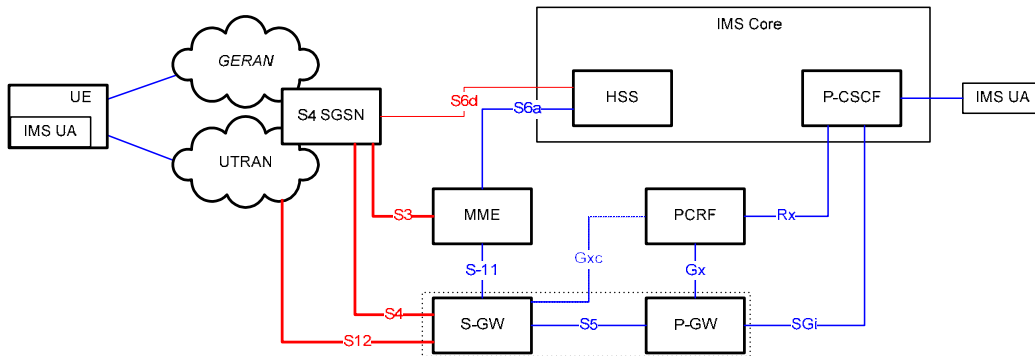 IMS Core
GERAN
UE
IMS UA
S4 SGSN
S6d
HSS
S6a
P-CSCF
IMS UA
UTRAN
S3
MME
PCRF
Rx
Gxc
S-11
Gx
S4
S-GW
S5
P-GW
SGi
S12